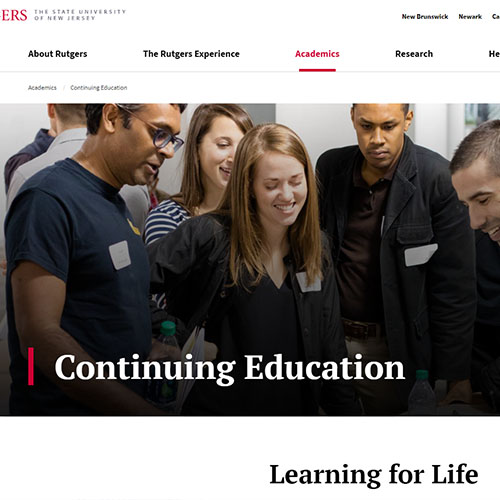 GERS THE STATE UNIVERSITY
OF NEW JERSEY
New Brunswick Newark Ca
About Rutgers The Rutgers Experience Academics Research He
Academics / Continuing Education
Continuing Education
Learning for Life